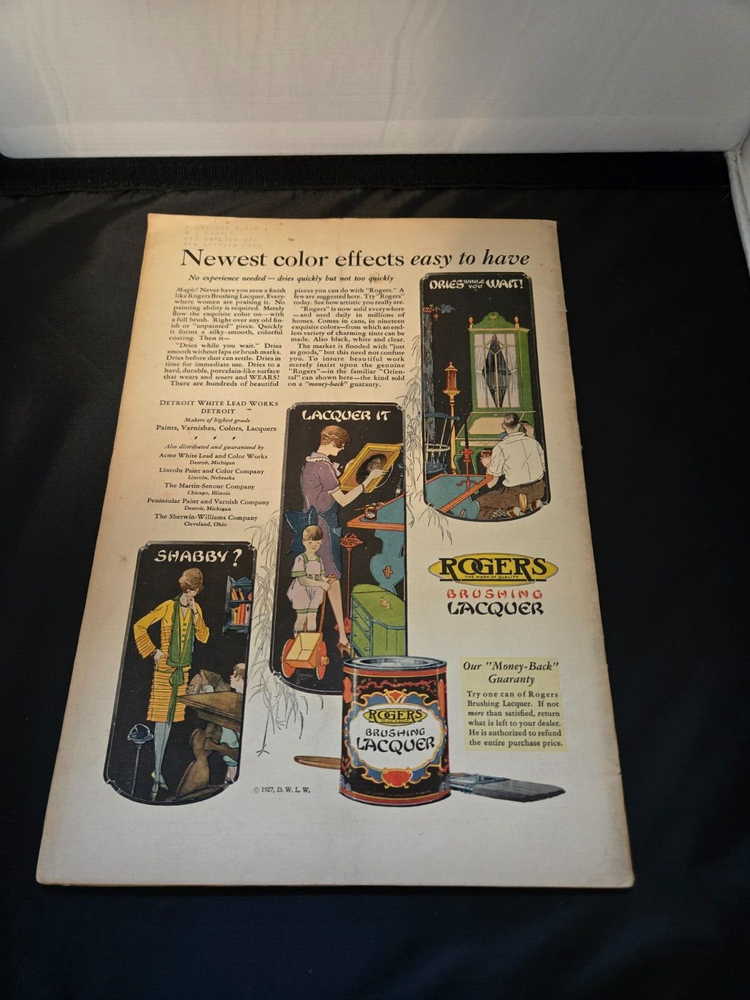 Newest color effects easy to have
No experience needed — dries quickly but not too quickly
Magic! Never have you seen a finish
like Rogers Brushing Lacquer. Every-
where women are praising it. No
painting ability is required. Merely
flow the exquisite color on—with
a full brush. Right over any old fin-
ish or "unpainted" piece. Quickly
it forms a silky-smooth, colorful
coating. Then it—
"Dries while you wait." Dries
smooth without laps or brush marks.
Dries before dust can settle. Dries in
time for immediate use. Dries to a
hard, durable, porcelain-like surface
that wears and wears and WEARS!
There are hundreds of beautiful
pieces you can do with "Rogers." A
few are suggested here. Try "Rogers"
today. See how artistic you really are.
"Rogers" is now sold everywhere
—and used daily in millions of
homes. Comes in cans, in nineteen
exquisite colors—from which an end-
less variety of charming tints can be
made. Also black, white and clear.
The market is flooded with "just
as goods," but this need not confuse
you. To insure beautiful work
merely insist upon the genuine
"Rogers"—in the familiar "Orien-
tal" can shown here—the kind sold
on a "money-back" guaranty.
DETROIT WHITE LEAD WORKS
DETROIT
Makers of highest grade
Paints, Varnishes, Colors, Lacquers
Also distributed and guaranteed by
Acme White Lead and Color Works
Detroit, Michigan
Lincoln Paint and Color Company
Lincoln, Nebraska
The Martin-Senour Company
Chicago, Illinois
Peninsular Paint and Varnish Company
Detroit, Michigan
The Sherwin-Williams Company
Cleveland, Ohio
DRIES WHILE YOU WAIT!
LACQUER IT
SHABBY?
ROGERS
THE MARK OF QUALITY
BRUSHING
LACQUER
Our "Money-Back"
Guaranty
Try one can of Rogers
Brushing Lacquer. If not
more than satisfied, return
what is left to your dealer.
He is authorized to refund
the entire purchase price.
ROGERS
BRUSHING
LACQUER
© 1927, D. W. L. W.